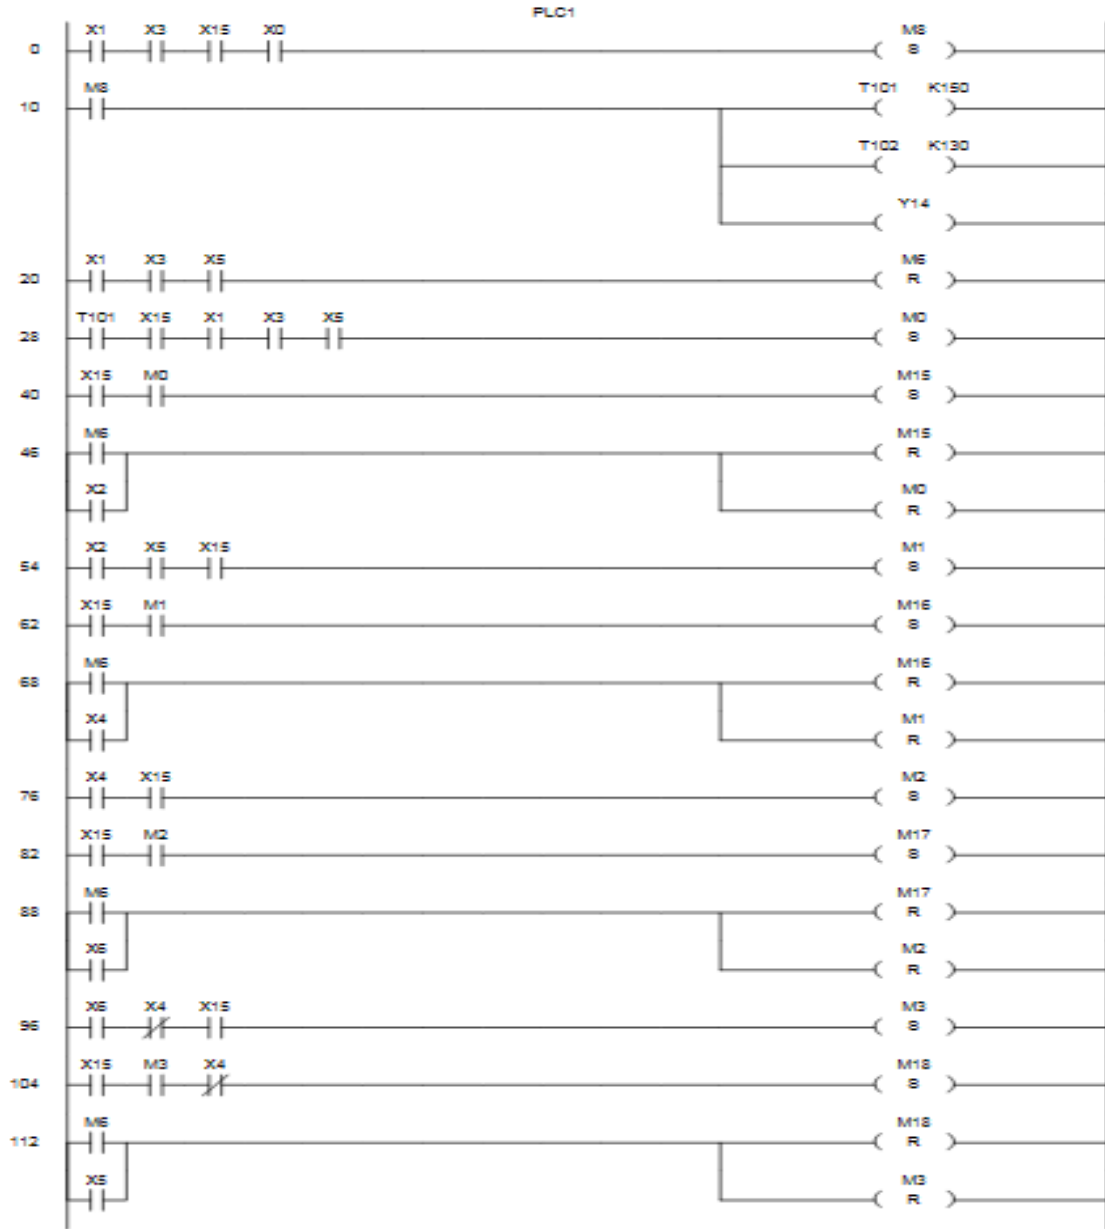 PLC1
X1 X3 X15 X0 M8
0 S
M8 T101 K150
10
T102 K130
Y14
X1 X3 X5 M6
20 R
T101 X15 X1 X3 X5 M0
28 S
X15 M0 M15
40 S
M6 M15
46 R
X2 M0
R
X2 X5 X15 M1
54 S
X15 M1 M16
62 S
M6 M16
68 R
X4 M1
R
X4 X15 M2
76 S
X15 M2 M17
82 S
M6 M17
88 R
X6 M2
R
X6 X4 X15 M3
96 S
X15 M3 X4 M18
104 S
M6 M18
112 R
X5 M3
R